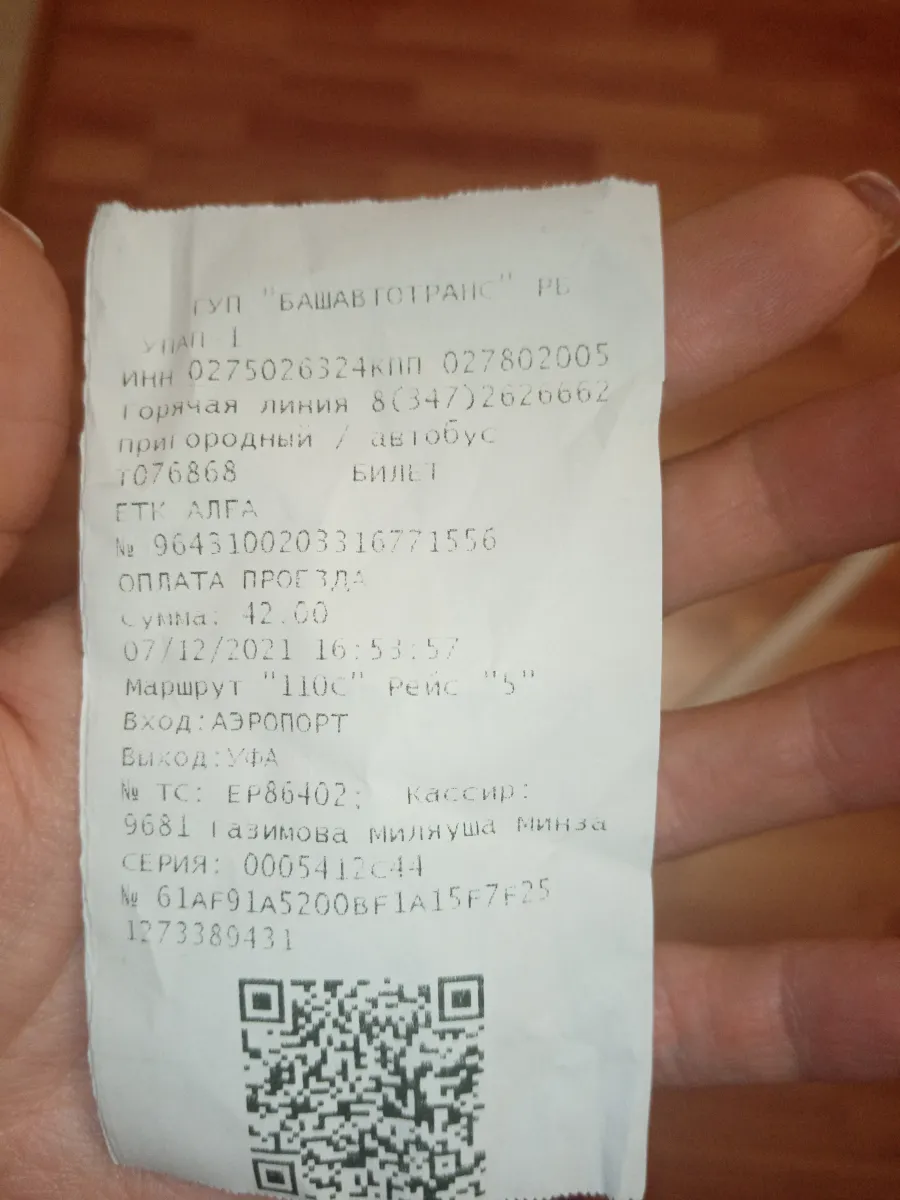 ГУП "БАШАВТОТРАНС" РБ
УПАП 1
ИНН 0275026324КПП 027802005
Горячая линия 8(347)2626662
пригородный / автобус
Т076868 БИЛЕТ
ЕТК АЛГА
№ 9643100203316771556
ОПЛАТА ПРОЕЗДА
Сумма: 42.00
07/12/2021 16:53:57
Маршрут "110С" Рейс "5"
Вход:АЭРОПОРТ
Выход:УФА
№ ТС: ЕР86402; Кассир:
9681 Газимова Миляуша Минза
СЕРИЯ: 0005412C44
№ 61AF91A5200BF1A15F7F25
1273389431